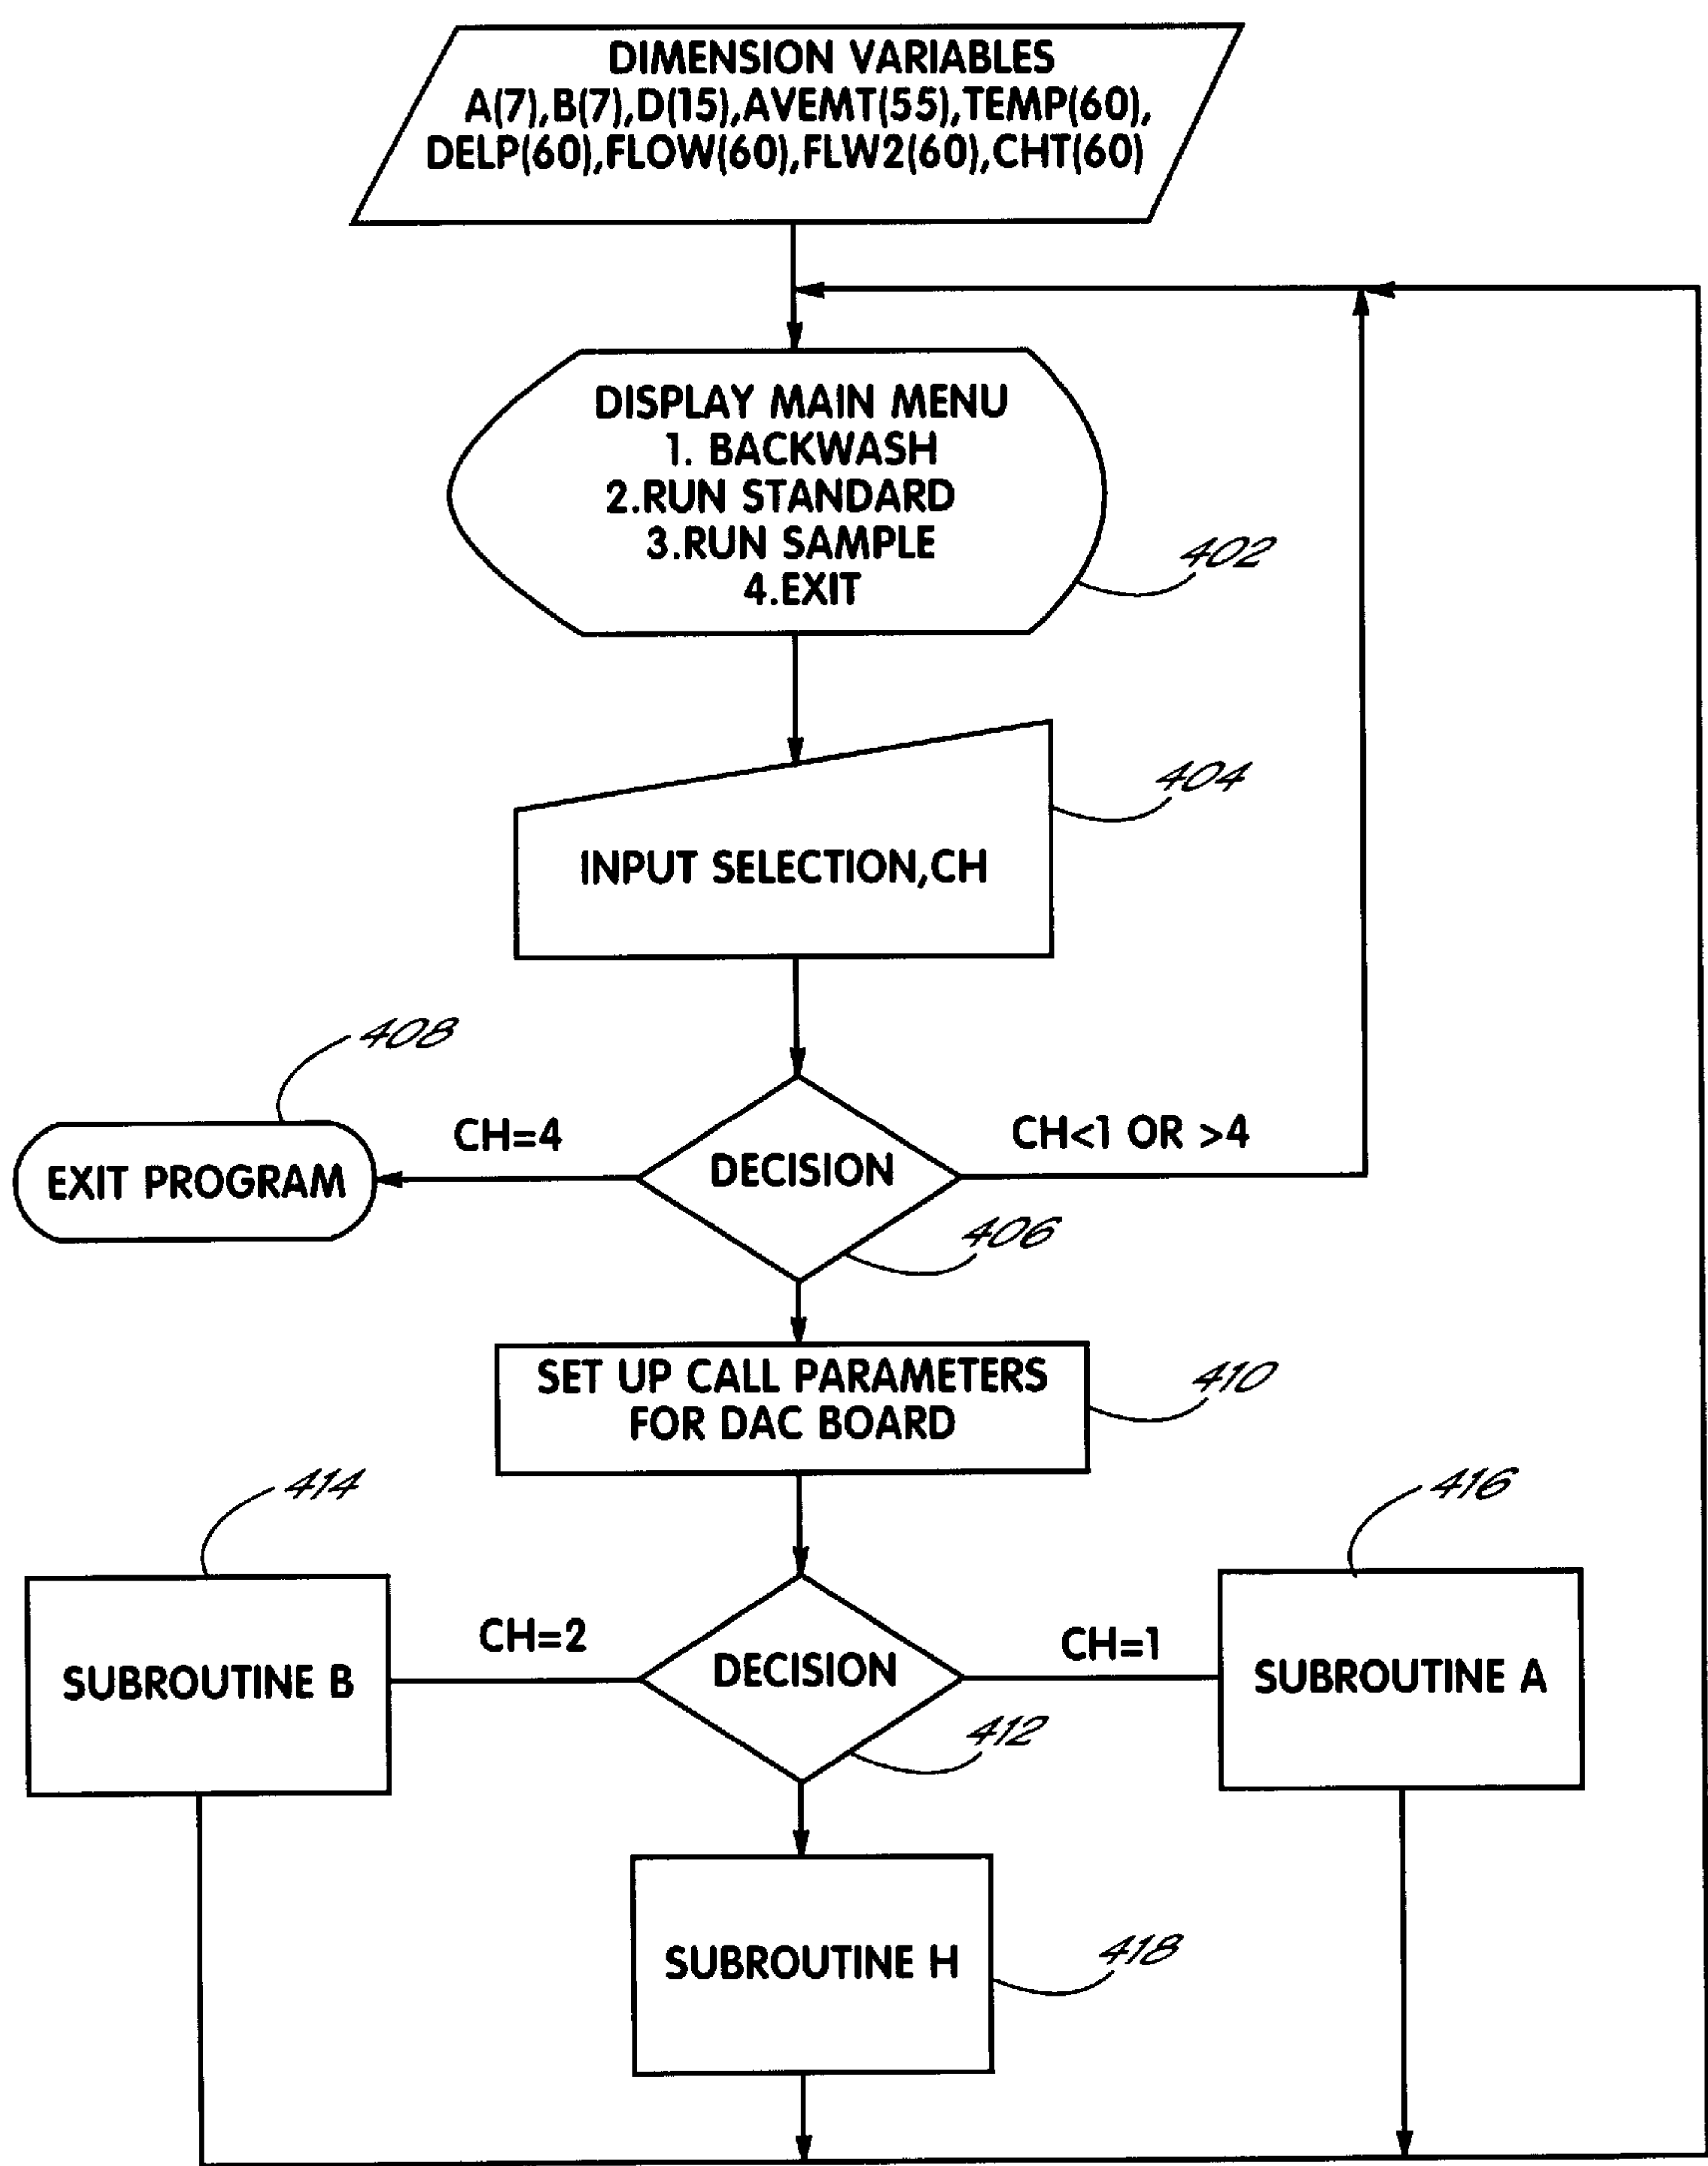 DIMENSION VARIABLES
A(7),B(7),D(15),AVEMT(55),TEMP(60),
DELP(60),FLOW(60),FLW2(60),CHT(60)
DISPLAY MAIN MENU
1. BACKWASH
2.RUN STANDARD
3.RUN SAMPLE
4.EXIT
402
404
INPUT SELECTION,CH
408
CH=4
CH<1 OR >4
EXIT PROGRAM
DECISION
406
SET UP CALL PARAMETERS
FOR DAC BOARD
410
414
416
CH=2
CH=1
SUBROUTINE B
DECISION
SUBROUTINE A
412
SUBROUTINE H
418